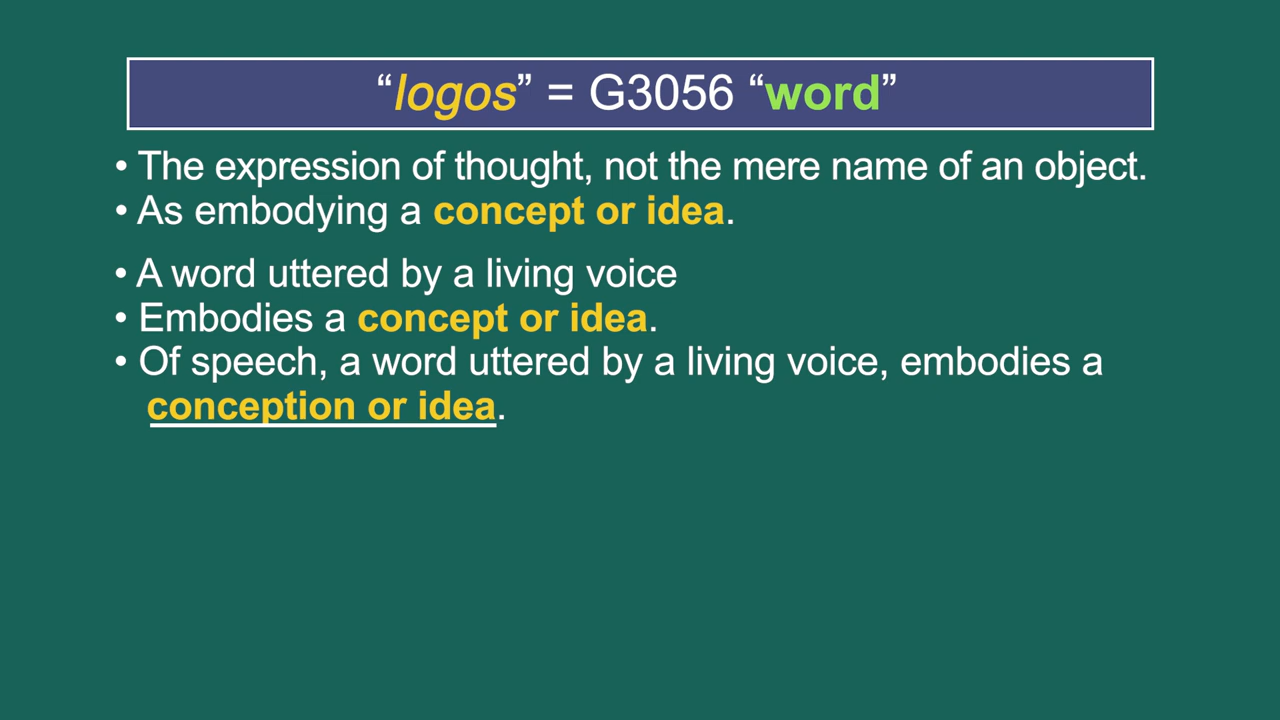 “logos” = G3056 “word”
• The expression of thought, not the mere name of an object.
• As embodying a concept or idea.
• A word uttered by a living voice
• Embodies a concept or idea.
• Of speech, a word uttered by a living voice, embodies a
conception or idea.